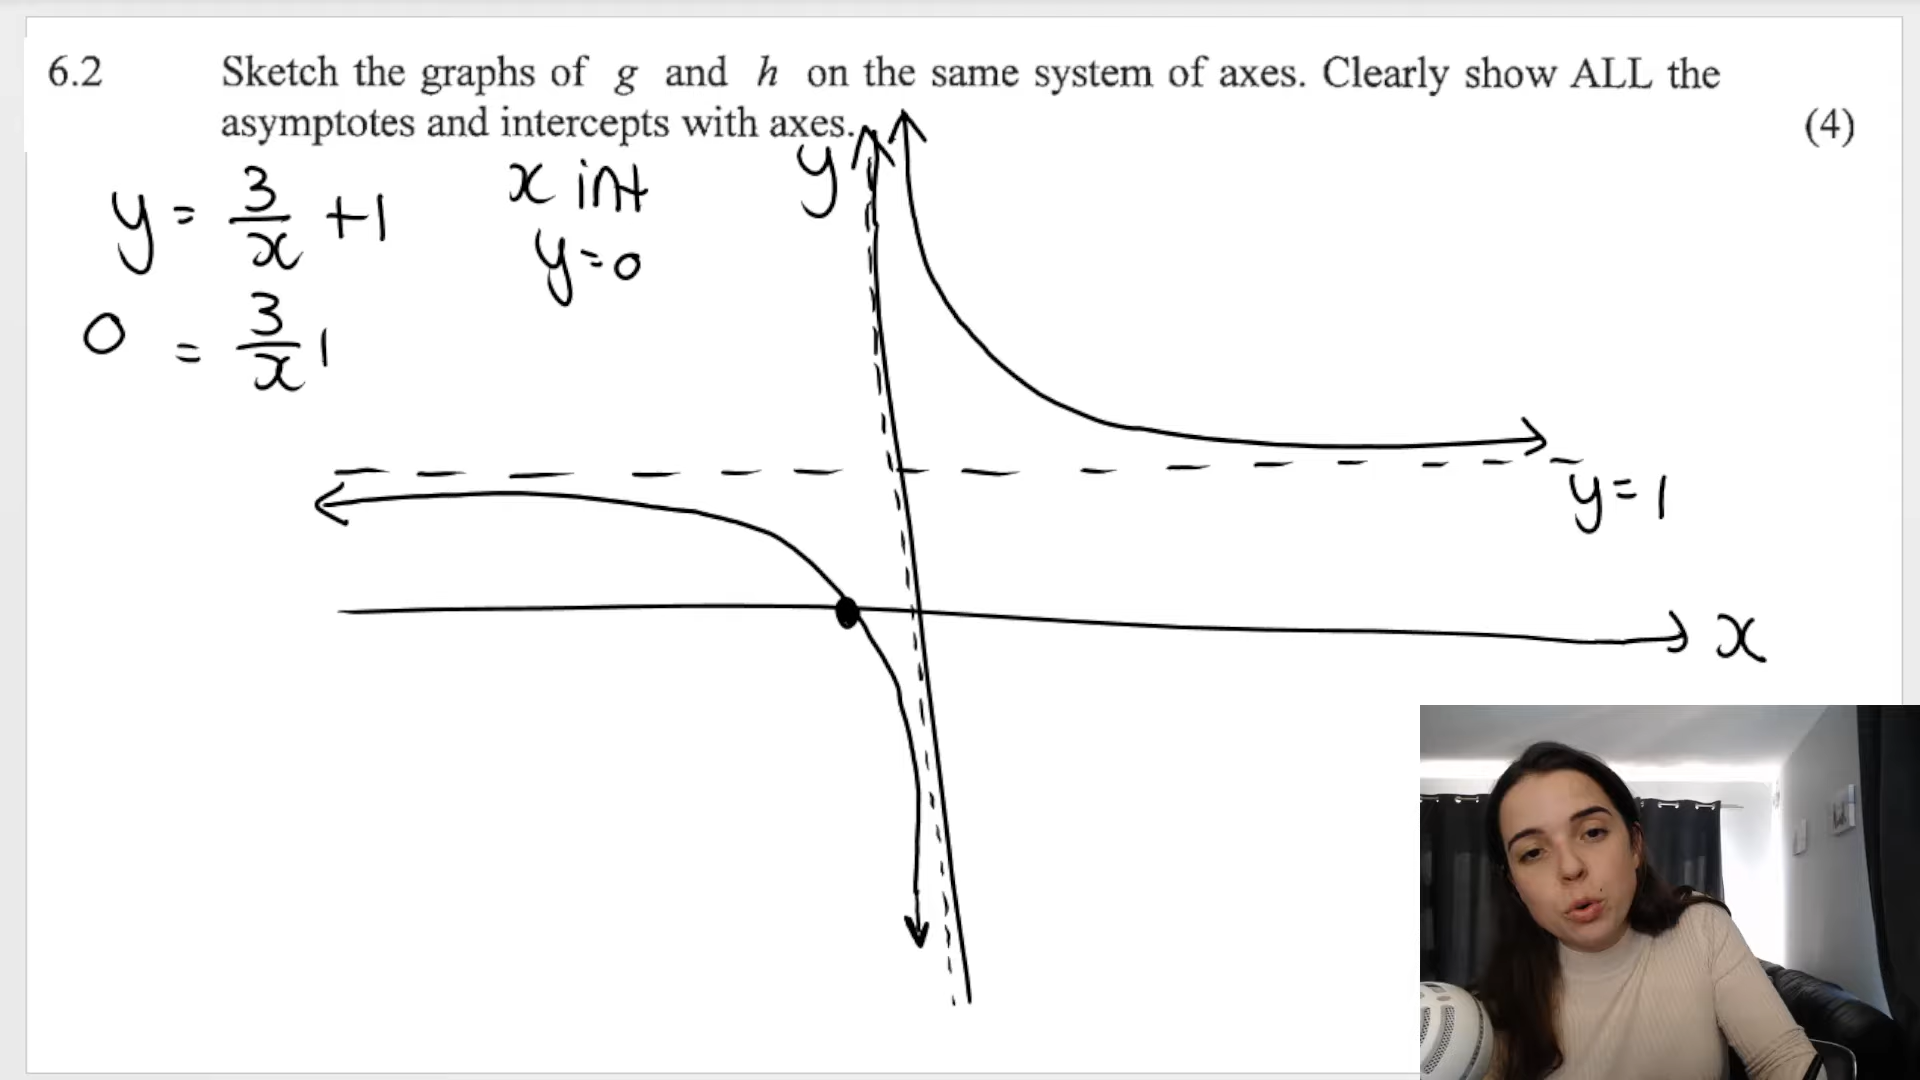 6.2 Sketch the graphs of g and h on the same system of axes. Clearly show ALL the
asymptotes and intercepts with axes. (4)
y = 3/x +1
x int
y=0
0 = 3/x 1
y
y=1
x